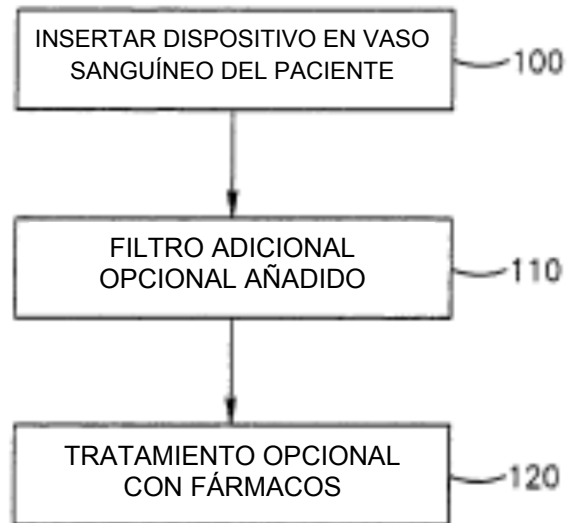 INSERTAR DISPOSITIVO EN VASO
SANGUÍNEO DEL PACIENTE
100
FILTRO ADICIONAL
OPCIONAL AÑADIDO
110
TRATAMIENTO OPCIONAL
CON FÁRMACOS
120